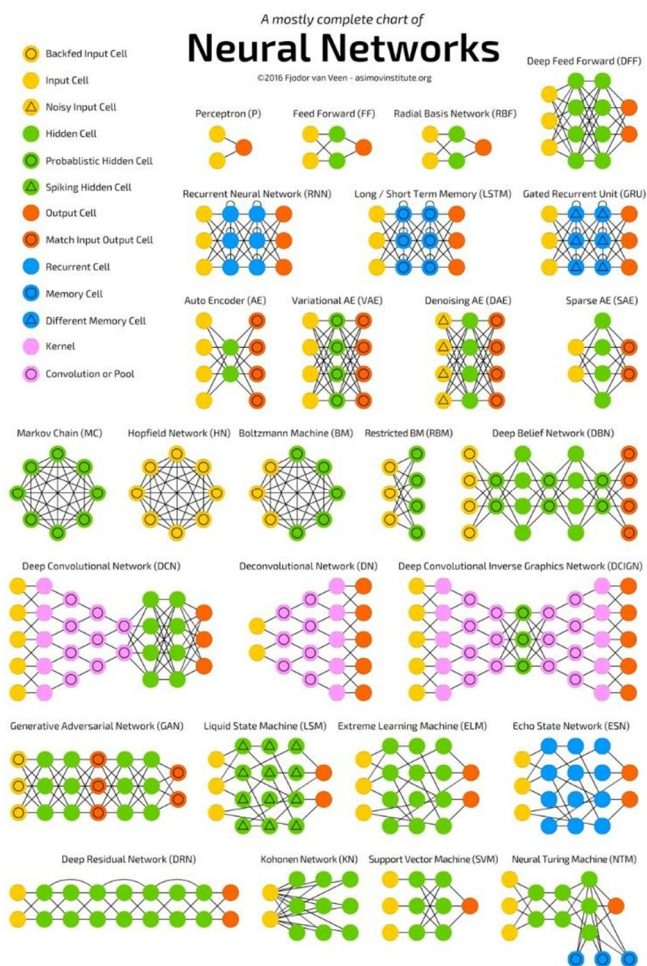 A mostly complete chart of
Neural Networks
©2016 Fjodor van Veen - asimovinstitute.org
Backfed Input Cell
Input Cell
Noisy Input Cell
Hidden Cell
Probablistic Hidden Cell
Spiking Hidden Cell
Output Cell
Match Input Output Cell
Recurrent Cell
Memory Cell
Different Memory Cell
Kernel
Convolution or Pool
Deep Feed Forward (DFF)
Perceptron (P)
Feed Forward (FF)
Radial Basis Network (RBF)
Recurrent Neural Network (RNN)
Long / Short Term Memory (LSTM)
Gated Recurrent Unit (GRU)
Auto Encoder (AE)
Variational AE (VAE)
Denoising AE (DAE)
Sparse AE (SAE)
Markov Chain (MC)
Hopfield Network (HN)
Boltzmann Machine (BM)
Restricted BM (RBM)
Deep Belief Network (DBN)
Deep Convolutional Network (DCN)
Deconvolutional Network (DN)
Deep Convolutional Inverse Graphics Network (DCIGN)
Generative Adversarial Network (GAN)
Liquid State Machine (LSM)
Extreme Learning Machine (ELM)
Echo State Network (ESN)
Deep Residual Network (DRN)
Kohonen Network (KN)
Support Vector Machine (SVM)
Neural Turing Machine (NTM)